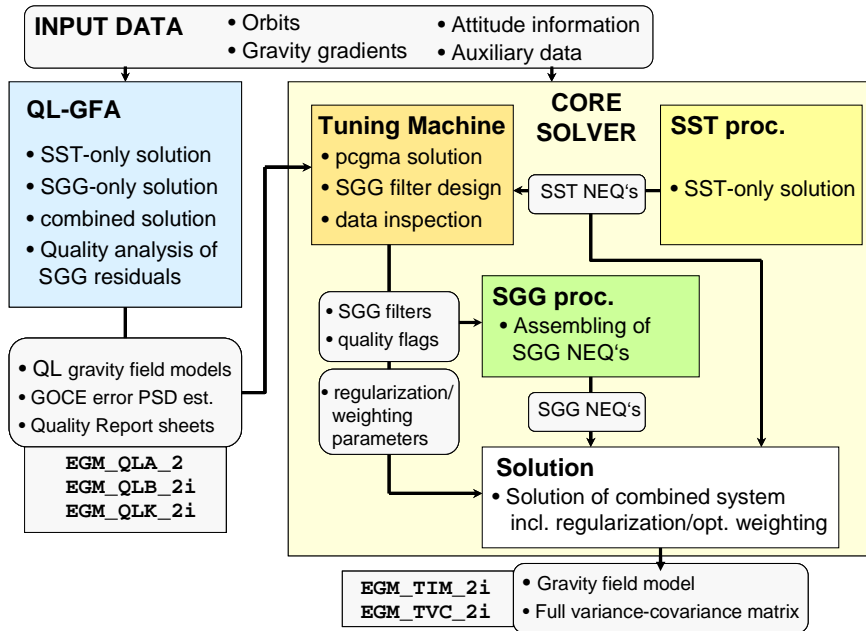 INPUT DATA
• Orbits
• Gravity gradients
• Attitude information
• Auxiliary data
QL-GFA
• SST-only solution
• SGG-only solution
• combined solution
• Quality analysis of
SGG residuals
• QL gravity field models
• GOCE error PSD est.
• Quality Report sheets
EGM_QLA_2
EGM_QLB_2i
EGM_QLK_2i
CORE
SOLVER
Tuning Machine
• pcgma solution
• SGG filter design
• data inspection
SST NEQ‘s
SST proc.
• SST-only solution
• SGG filters
• quality flags
• regularization/
weighting
parameters
SGG proc.
• Assembling of
SGG NEQ‘s
SGG NEQ‘s
Solution
• Solution of combined system
incl. regularization/opt. weighting
EGM_TIM_2i
EGM_TVC_2i
• Gravity field model
• Full variance-covariance matrix